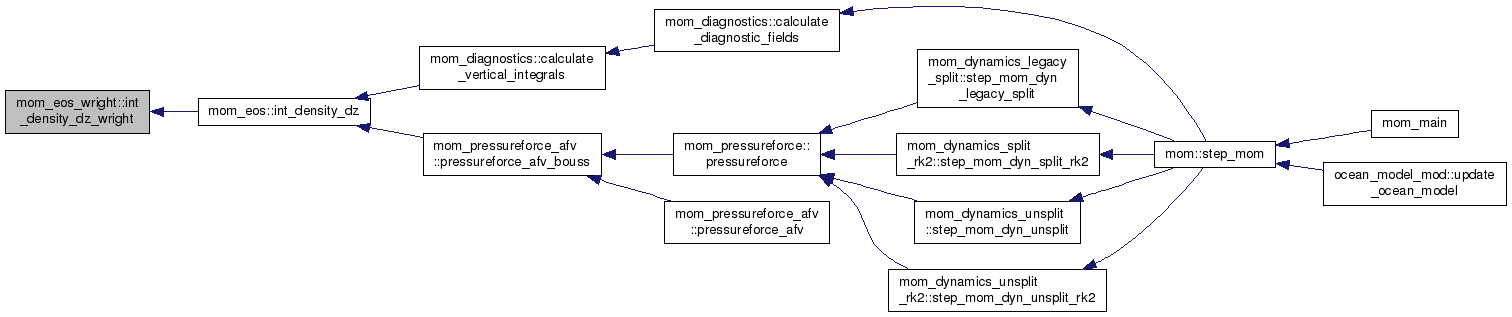 mom_eos_wright::int
_density_dz_wright
mom_eos::int_density_dz
mom_diagnostics::calculate
_vertical_integrals
mom_pressureforce_afv
::pressureforce_afv_bouss
mom_diagnostics::calculate
_diagnostic_fields
mom_pressureforce::
pressureforce
mom_pressureforce_afv
::pressureforce_afv
mom_dynamics_legacy
_split::step_mom_dyn
_legacy_split
mom_dynamics_split
_rk2::step_mom_dyn_split_rk2
mom_dynamics_unsplit
::step_mom_dyn_unsplit
mom_dynamics_unsplit
_rk2::step_mom_dyn_unsplit_rk2
mom::step_mom
mom_main
ocean_model_mod::update
_ocean_model